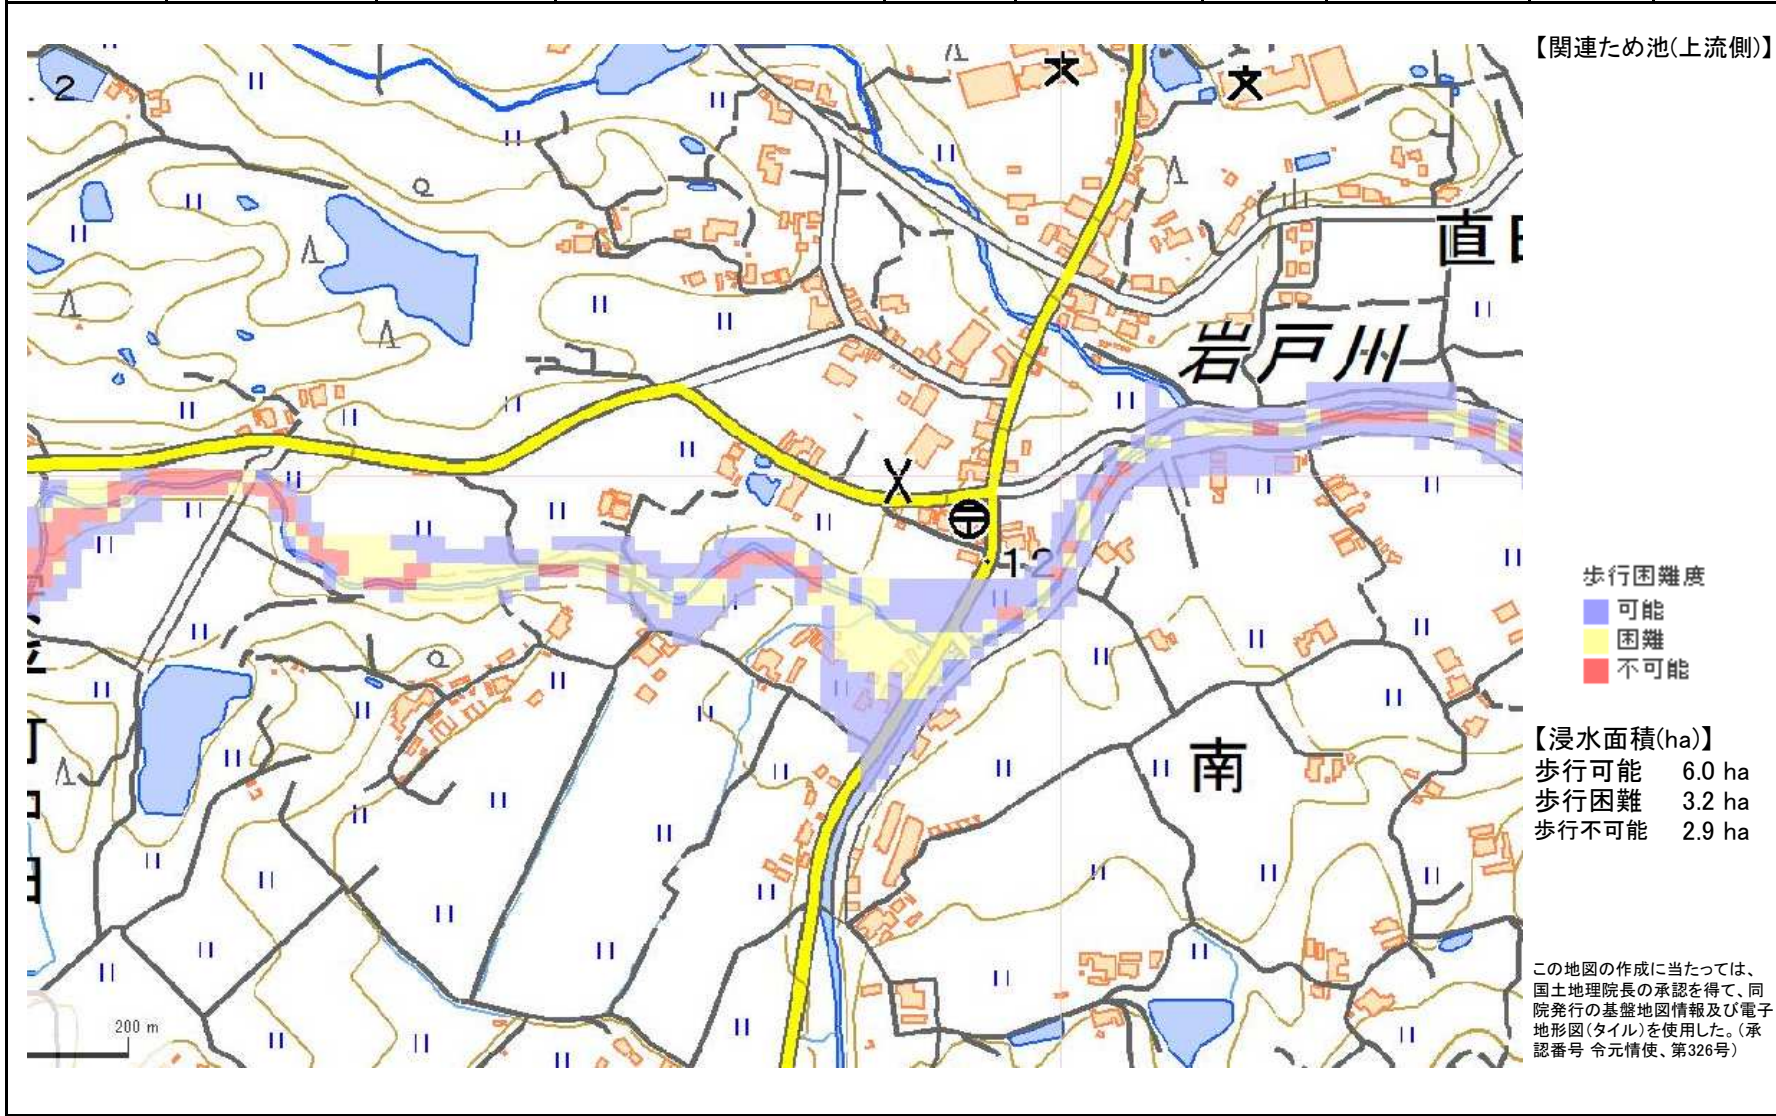 【関連ため池(上流側)】
2
直
岩戸川
12
南
田
200 m
歩行困難度
可能
困難
不可能
【浸水面積(ha)】
歩行可能 6.0 ha
歩行困難 3.2 ha
歩行不可能 2.9 ha
この地図の作成に当たっては、
国土地理院長の承認を得て、同
院発行の基盤地図情報及び電子
地形図(タイル)を使用した。(承
認番号 令元情使、第326号)